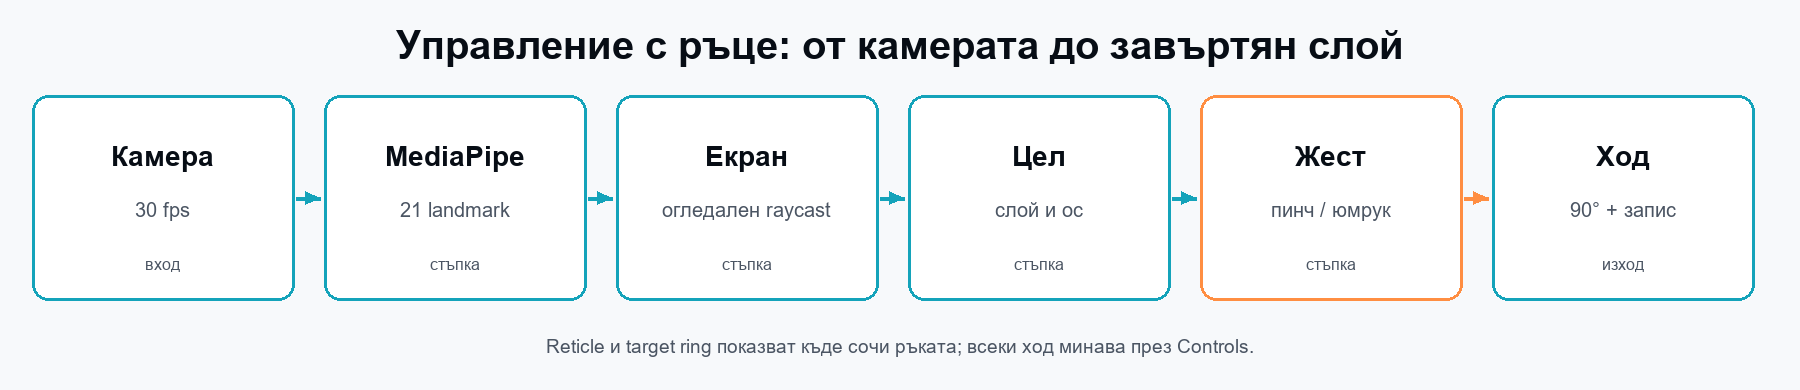 Управление с ръце: от камерата до завъртян слой
Камера
30 fps
вход
MediaPipe
21 landmark
стъпка
Екран
огледален raycast
стъпка
Цел
слой и ос
стъпка
Жест
пинч / юмрук
стъпка
Ход
90° + запис
изход
Reticle и target ring показват къде сочи ръката; всеки ход минава през Controls.